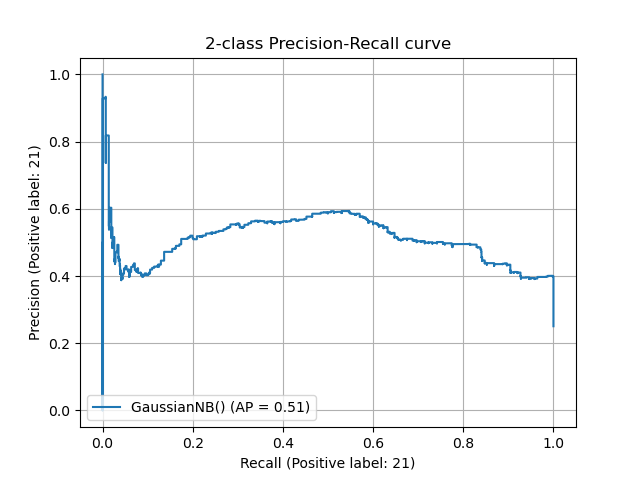 2-class Precision-Recall curve
Precision (Positive label: 21)
1.0
0.8
0.6
0.4
0.2
0.0
GaussianNB() (AP = 0.51)
0.0 0.2 0.4 0.6 0.8 1.0
Recall (Positive label: 21)